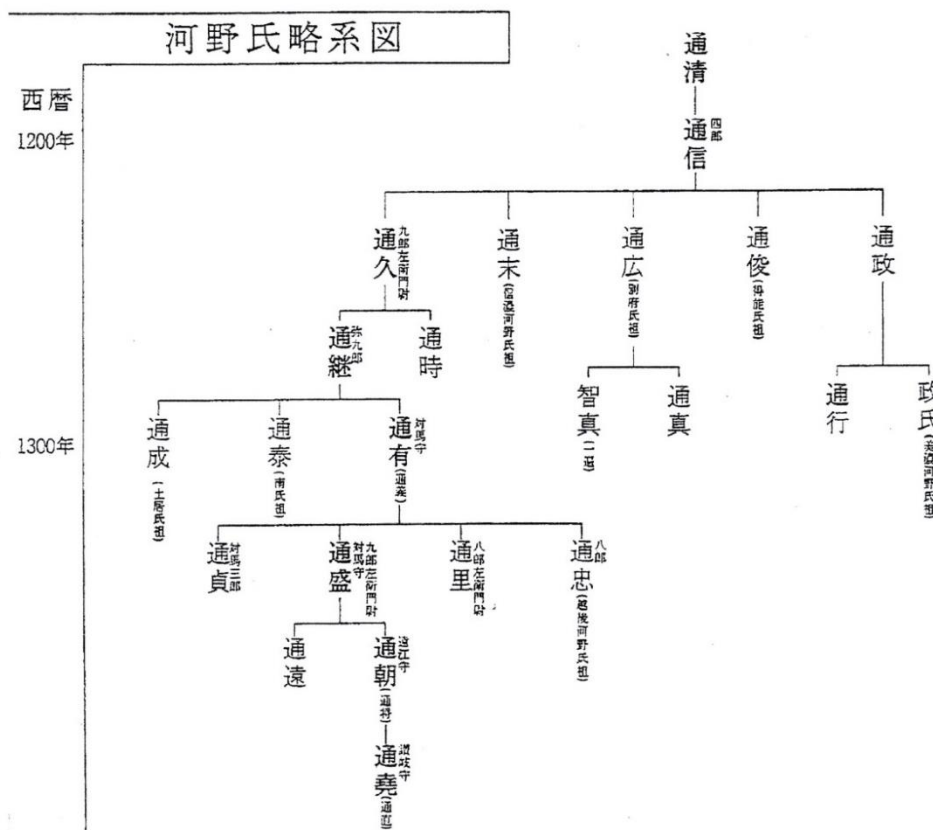 河野氏略系図
西暦
1200年
1300年
通清
通信
四郎
通政
通俊
(得能氏祖)
通広
(別府氏祖)
通末
(信濃河野氏祖)
通久
九郎左衛門尉
通時
通継
弥九郎
政氏
(美濃河野氏祖)
通行
通真
智真
(一遍)
通有
対馬守
(通義)
通泰
(南氏祖)
通成
(土居氏祖)
通忠
八郎
(越後河野氏祖)
通里
八郎左衛門尉
通盛
九郎左衛門尉
対馬守
通貞
対馬三郎
通朝
遠江守
通遠
通堯
讃岐守
(通直)